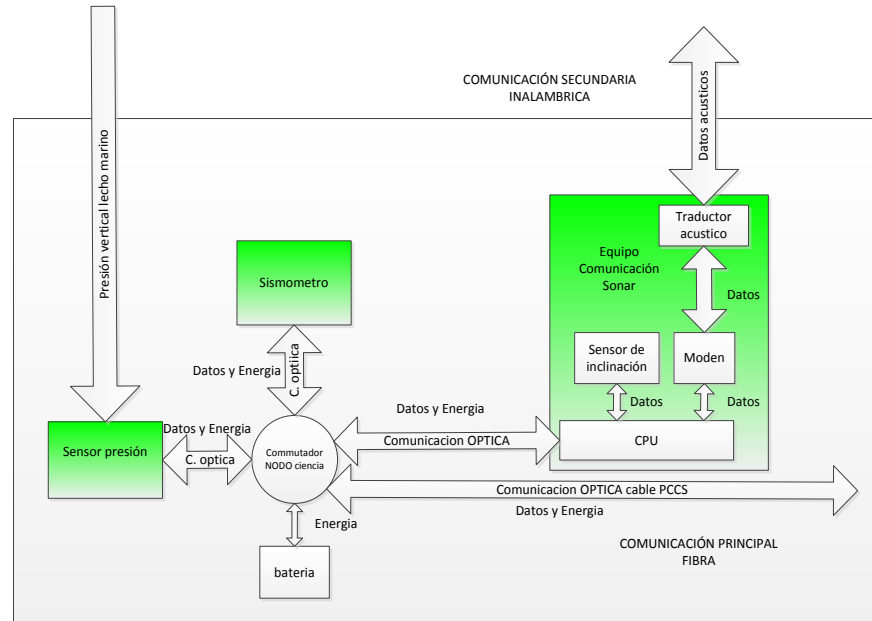 COMUNICACIÓN SECUNDARIA
INALAMBRICA
Datos acusticos
Presión vertical lecho marino
Traductor
acustico
Equipo
Comunicación
Sonar
Datos
Sismometro
Sensor de
inclinación
Moden
Datos y Energia
C. optiica
Datos
Datos
Datos y Energia
Datos y Energia
Sensor presión
C. optica
Commutador
NODO ciencia
Comunicacion OPTICA
CPU
Comunicacion OPTICA cable PCCS
Datos y Energia
Energia
COMUNICACIÓN PRINCIPAL
FIBRA
bateria